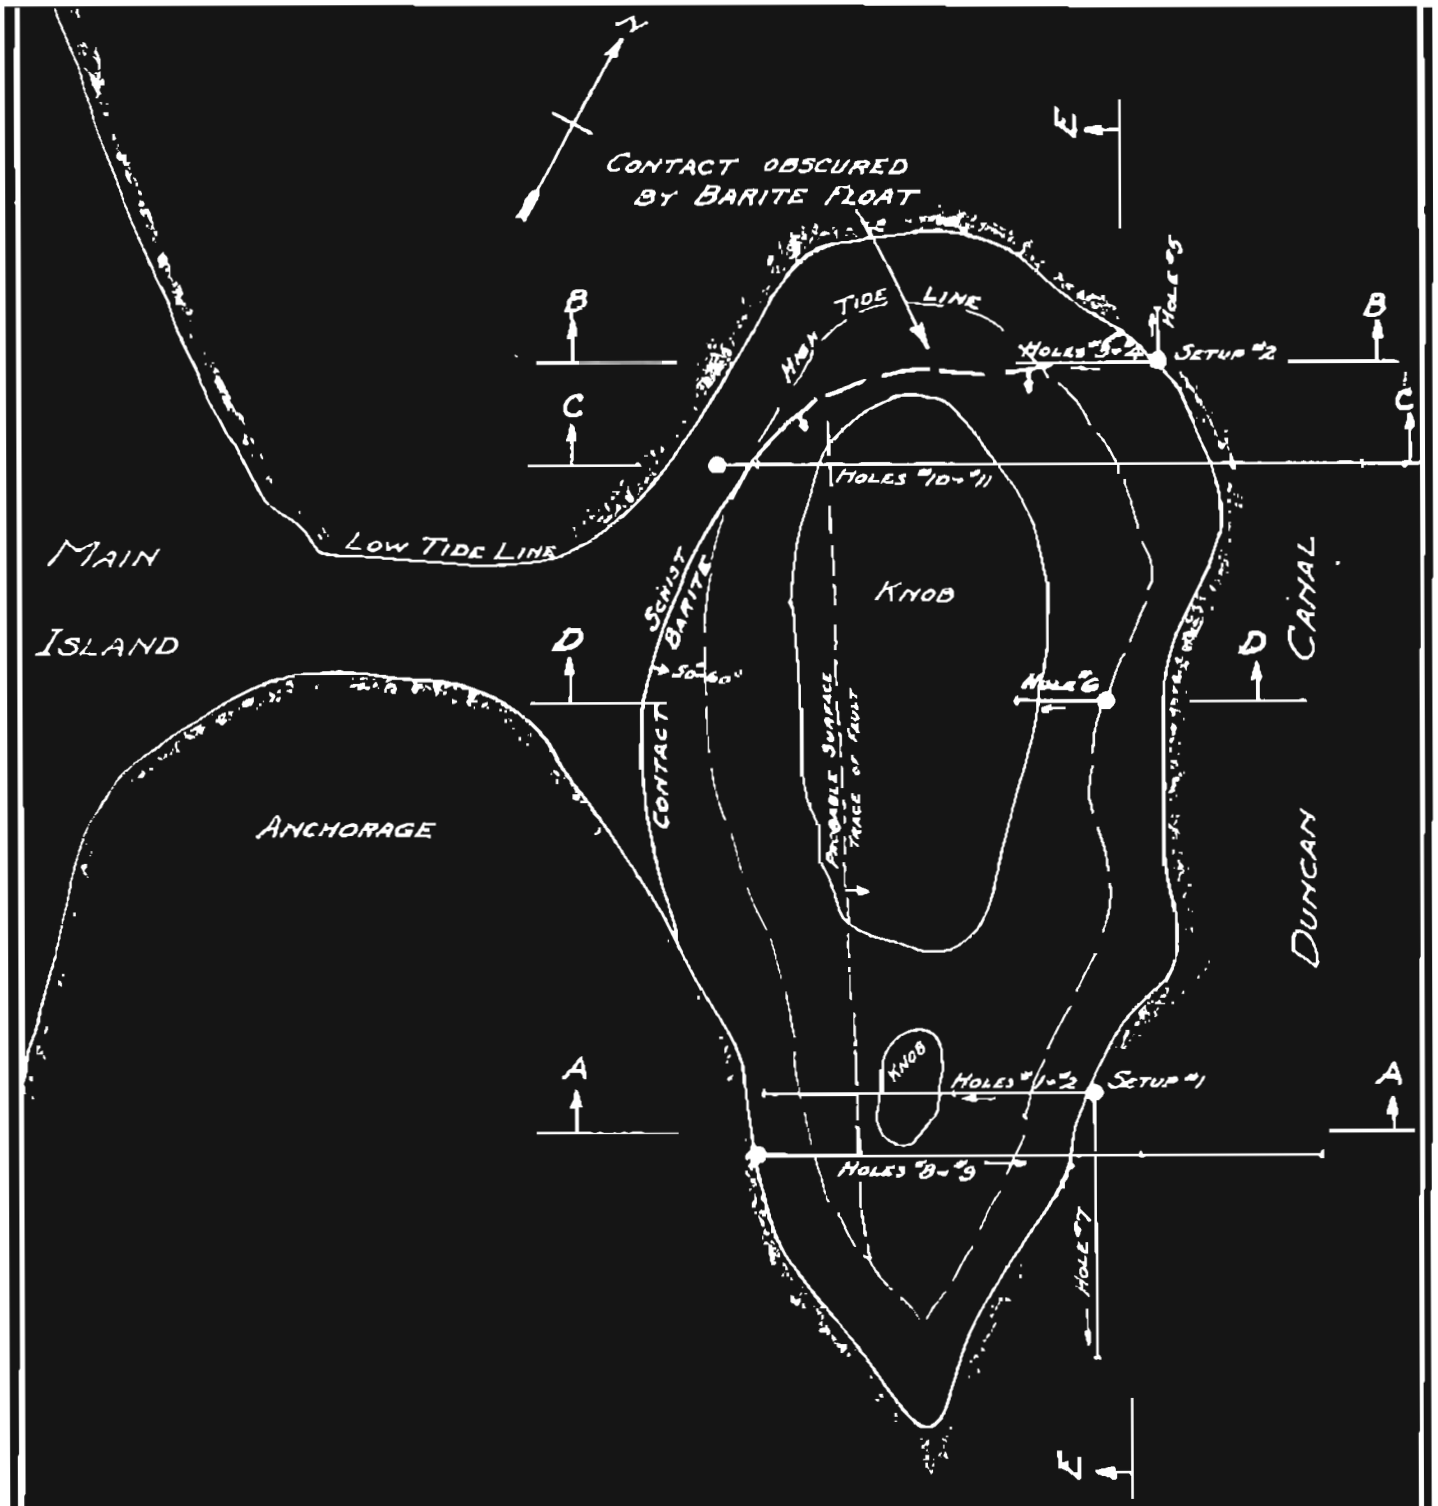 N
E
CONTACT OBSCURED
BY BARITE FLOAT
HOLE #5
B
TIDE LINE
HIGH
B
HOLES #3+#4
SETUP #2
C
C
HOLES #10+#11
MAIN
ISLAND
LOW TIDE LINE
SCHIST
BARITE
KNOB
CANAL
D
50°-60°
HOLE #6
D
CONTACT
PROBABLE SURFACE
TRACE OF FAULT
ANCHORAGE
DUNCAN
A
KNOB
HOLES #1+#2
SETUP #1
A
HOLES #8+#9
HOLE #7
E